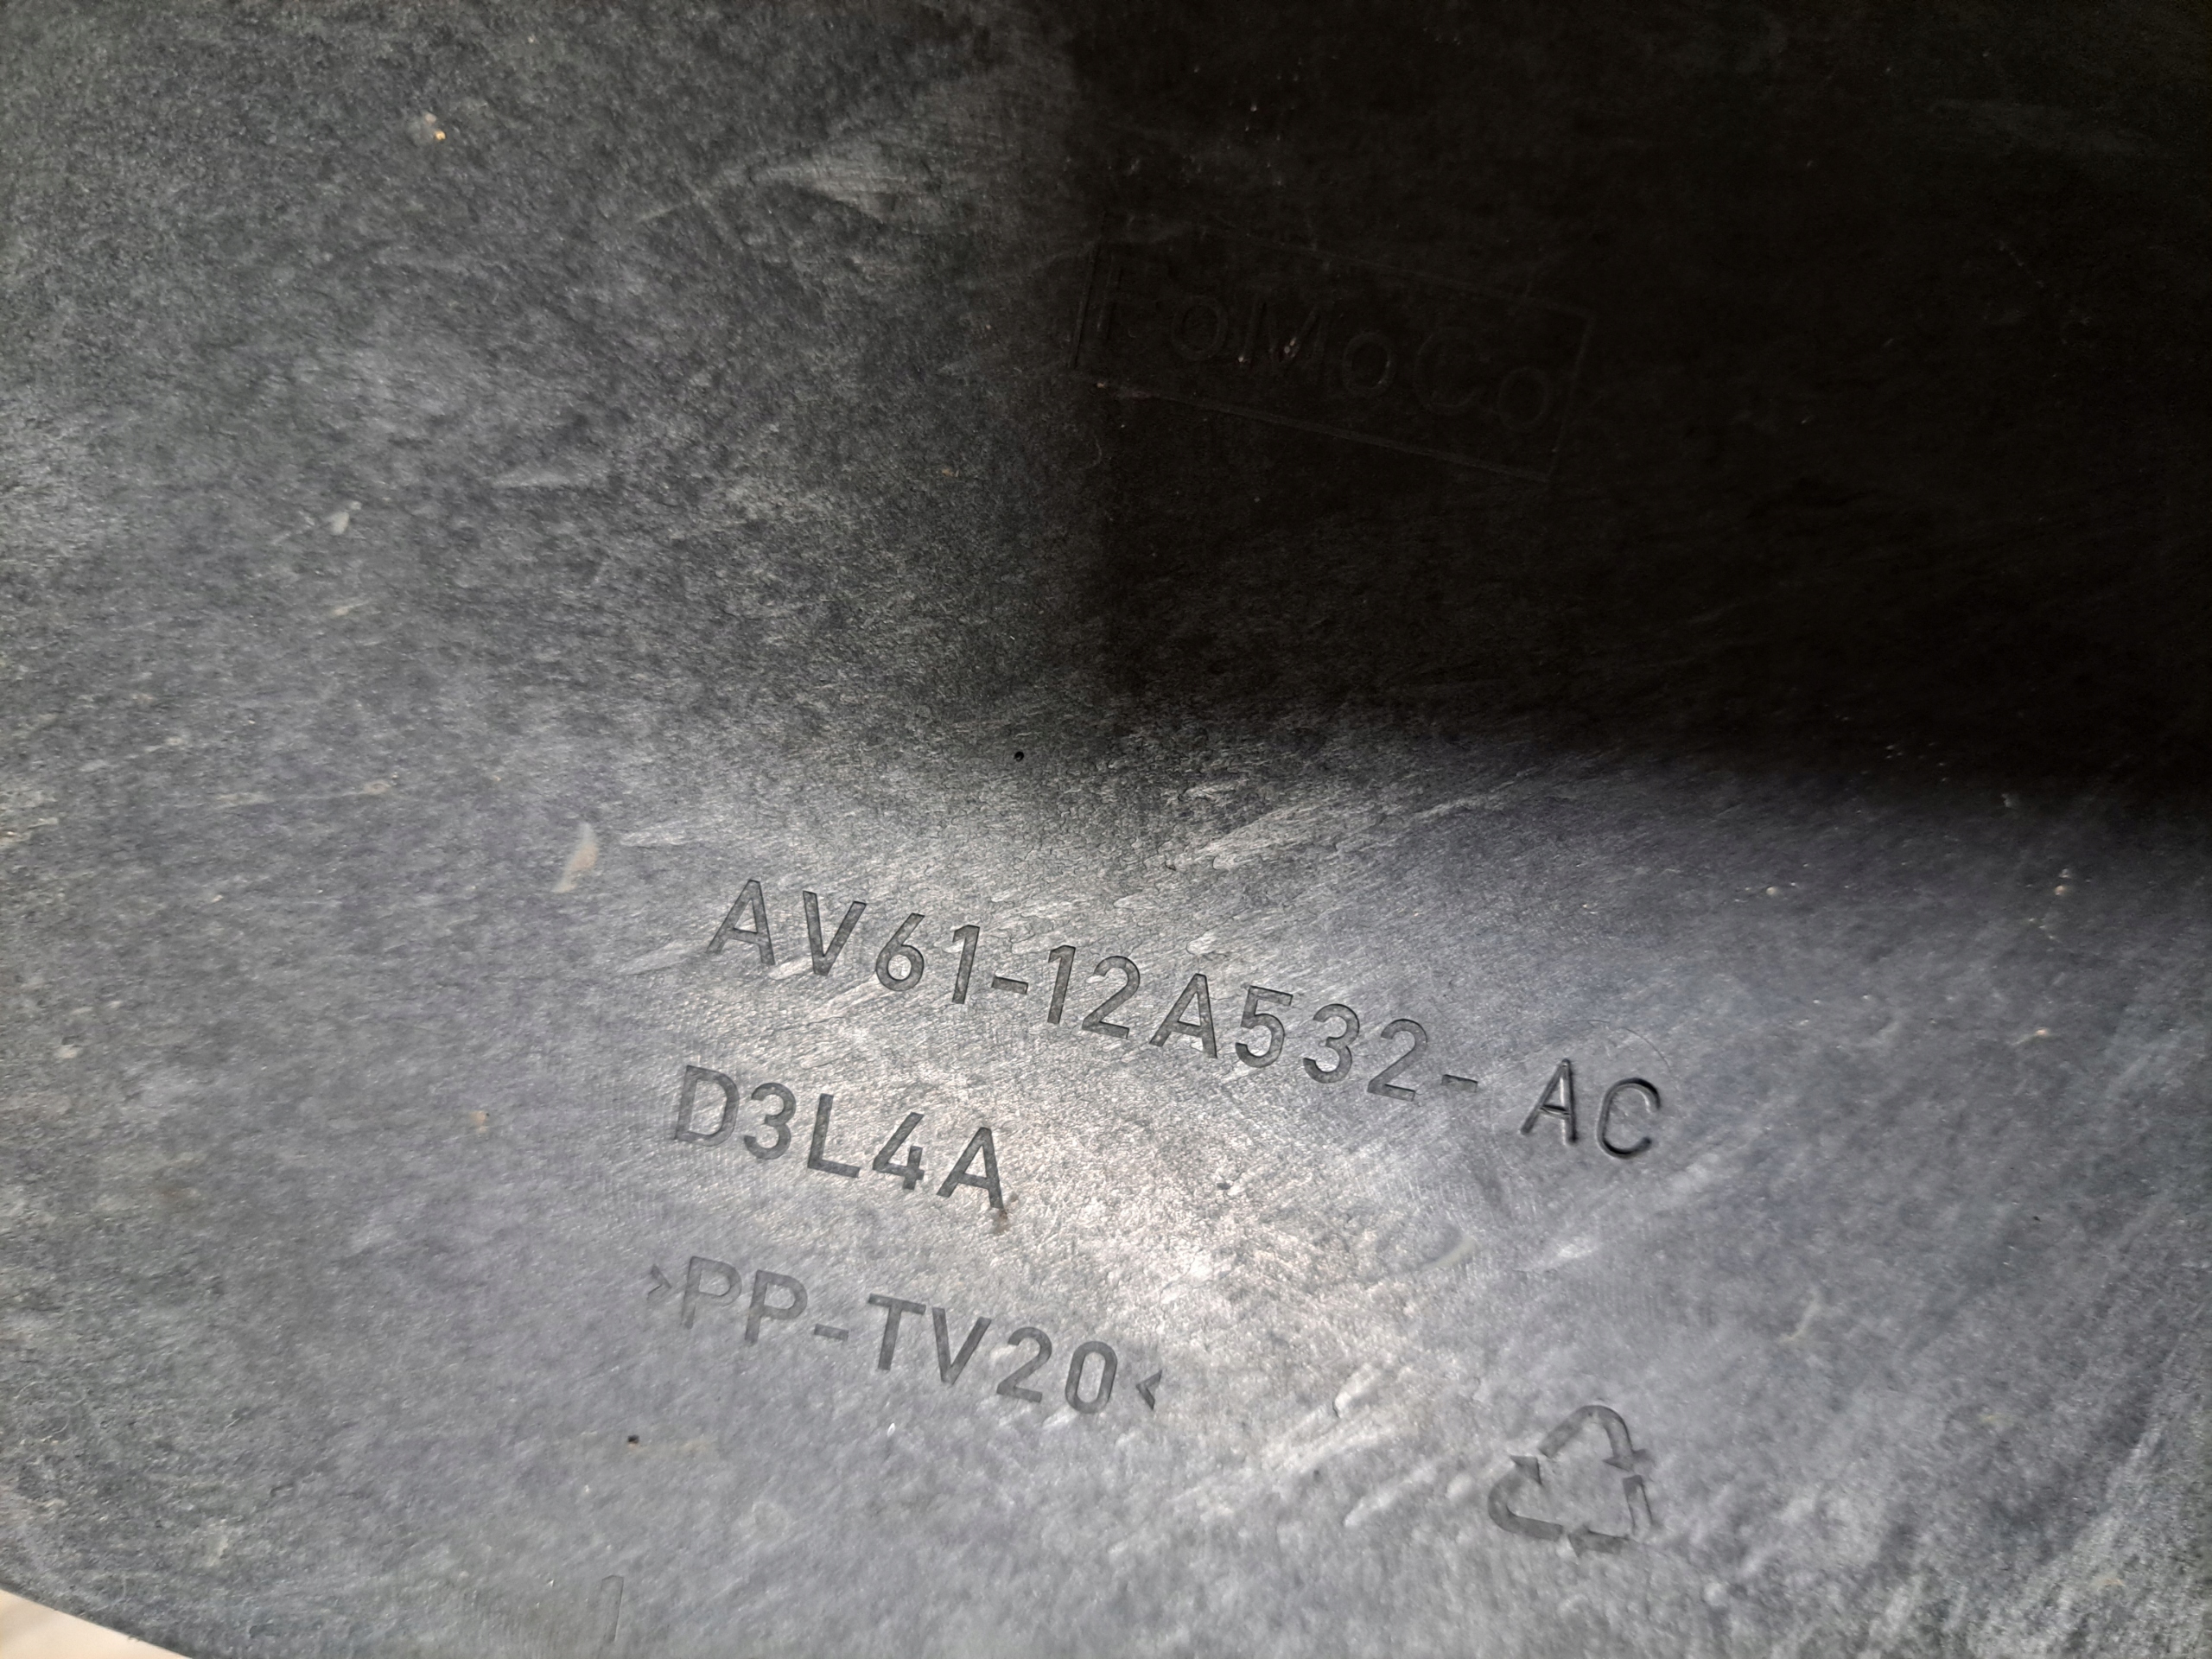 FoMoCo
AV61-12A532- AC
D3L4A
>PP-TV20<